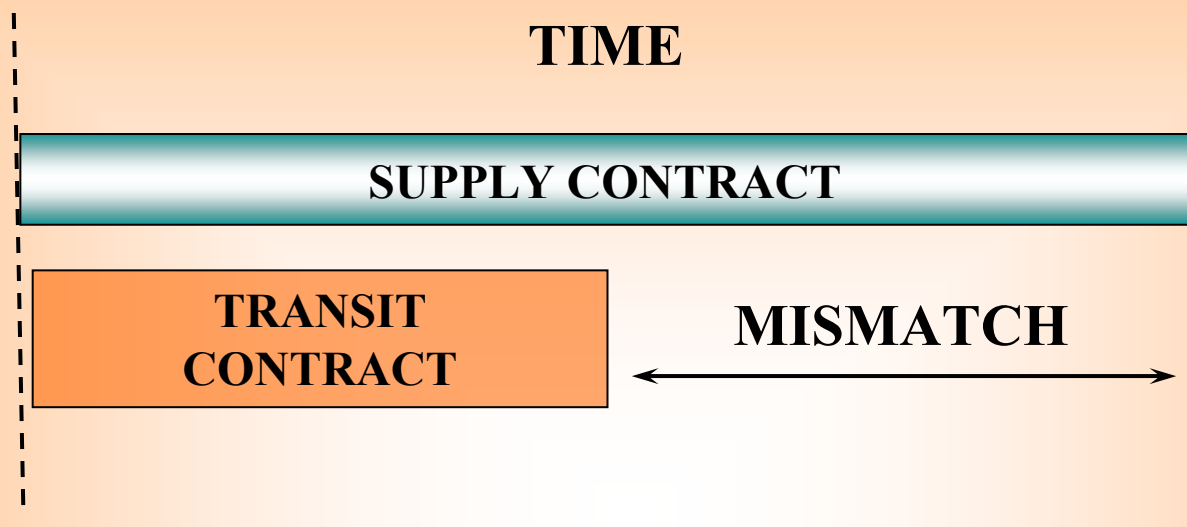 TIME
SUPPLY CONTRACT
TRANSIT
CONTRACT
MISMATCH